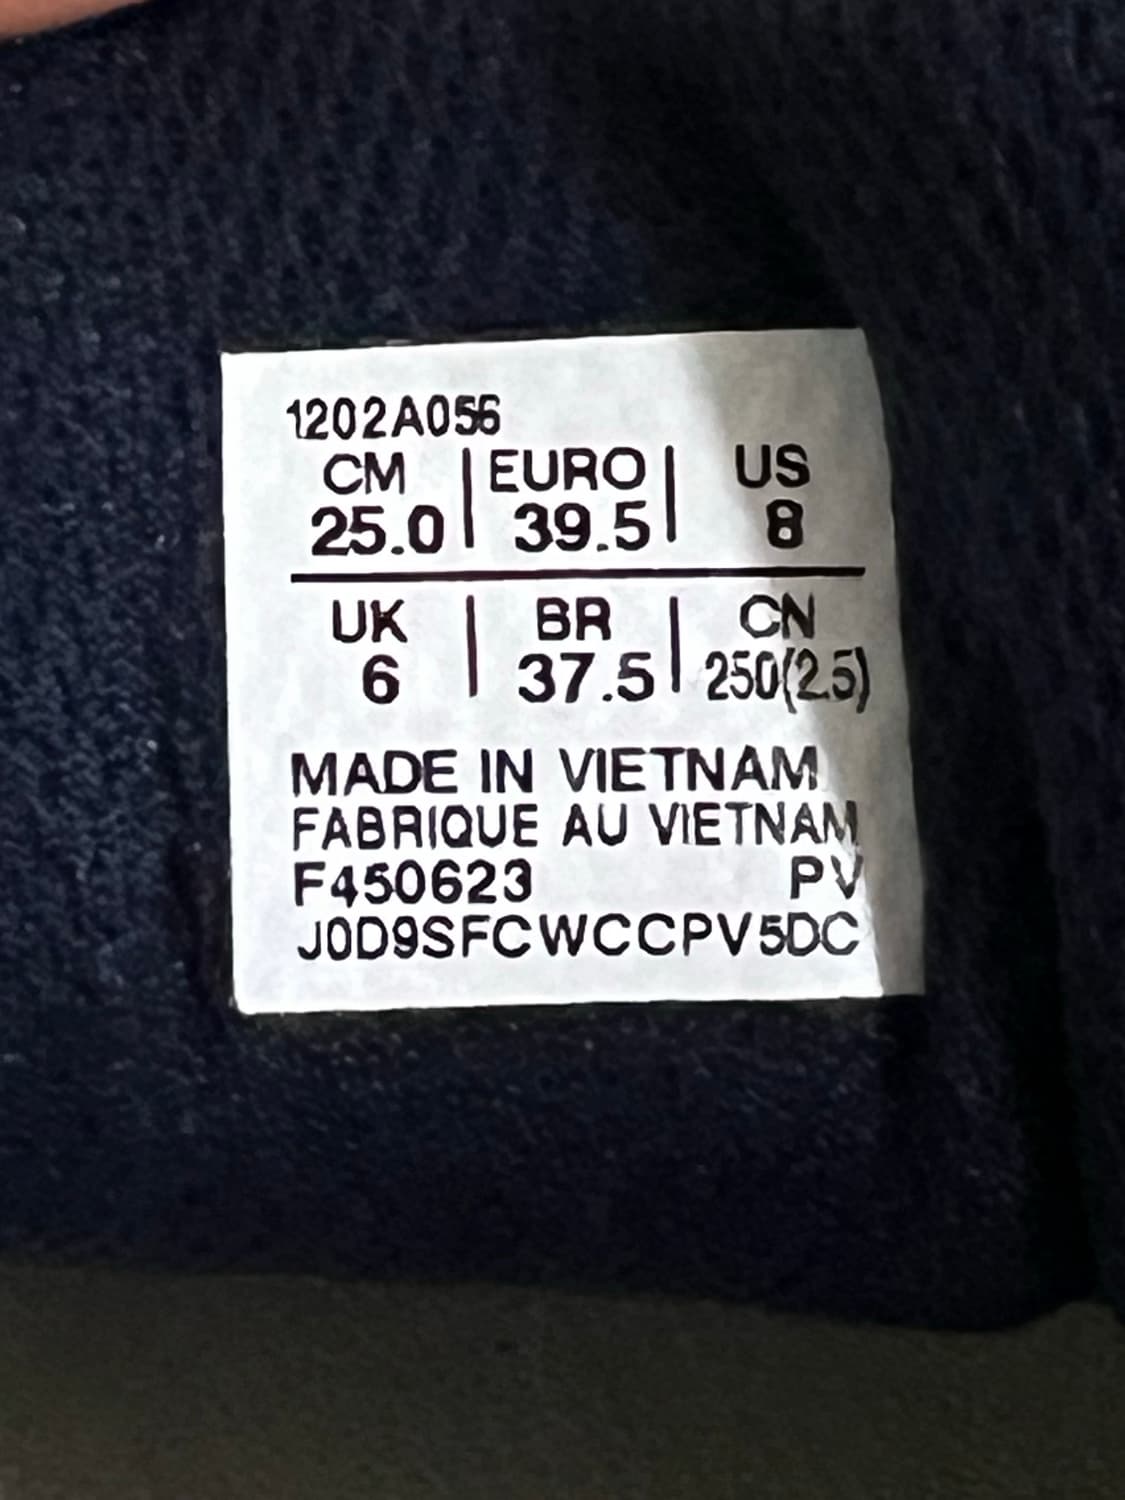 1202A056
CM | EURO | US
25.0 | 39.5 | 8
UK | BR | CN
6 | 37.5 | 250(2.5)
MADE IN VIETNAM
FABRIQUE AU VIETNAM
F450623 PV
J0D9SFCWCCPV5DC